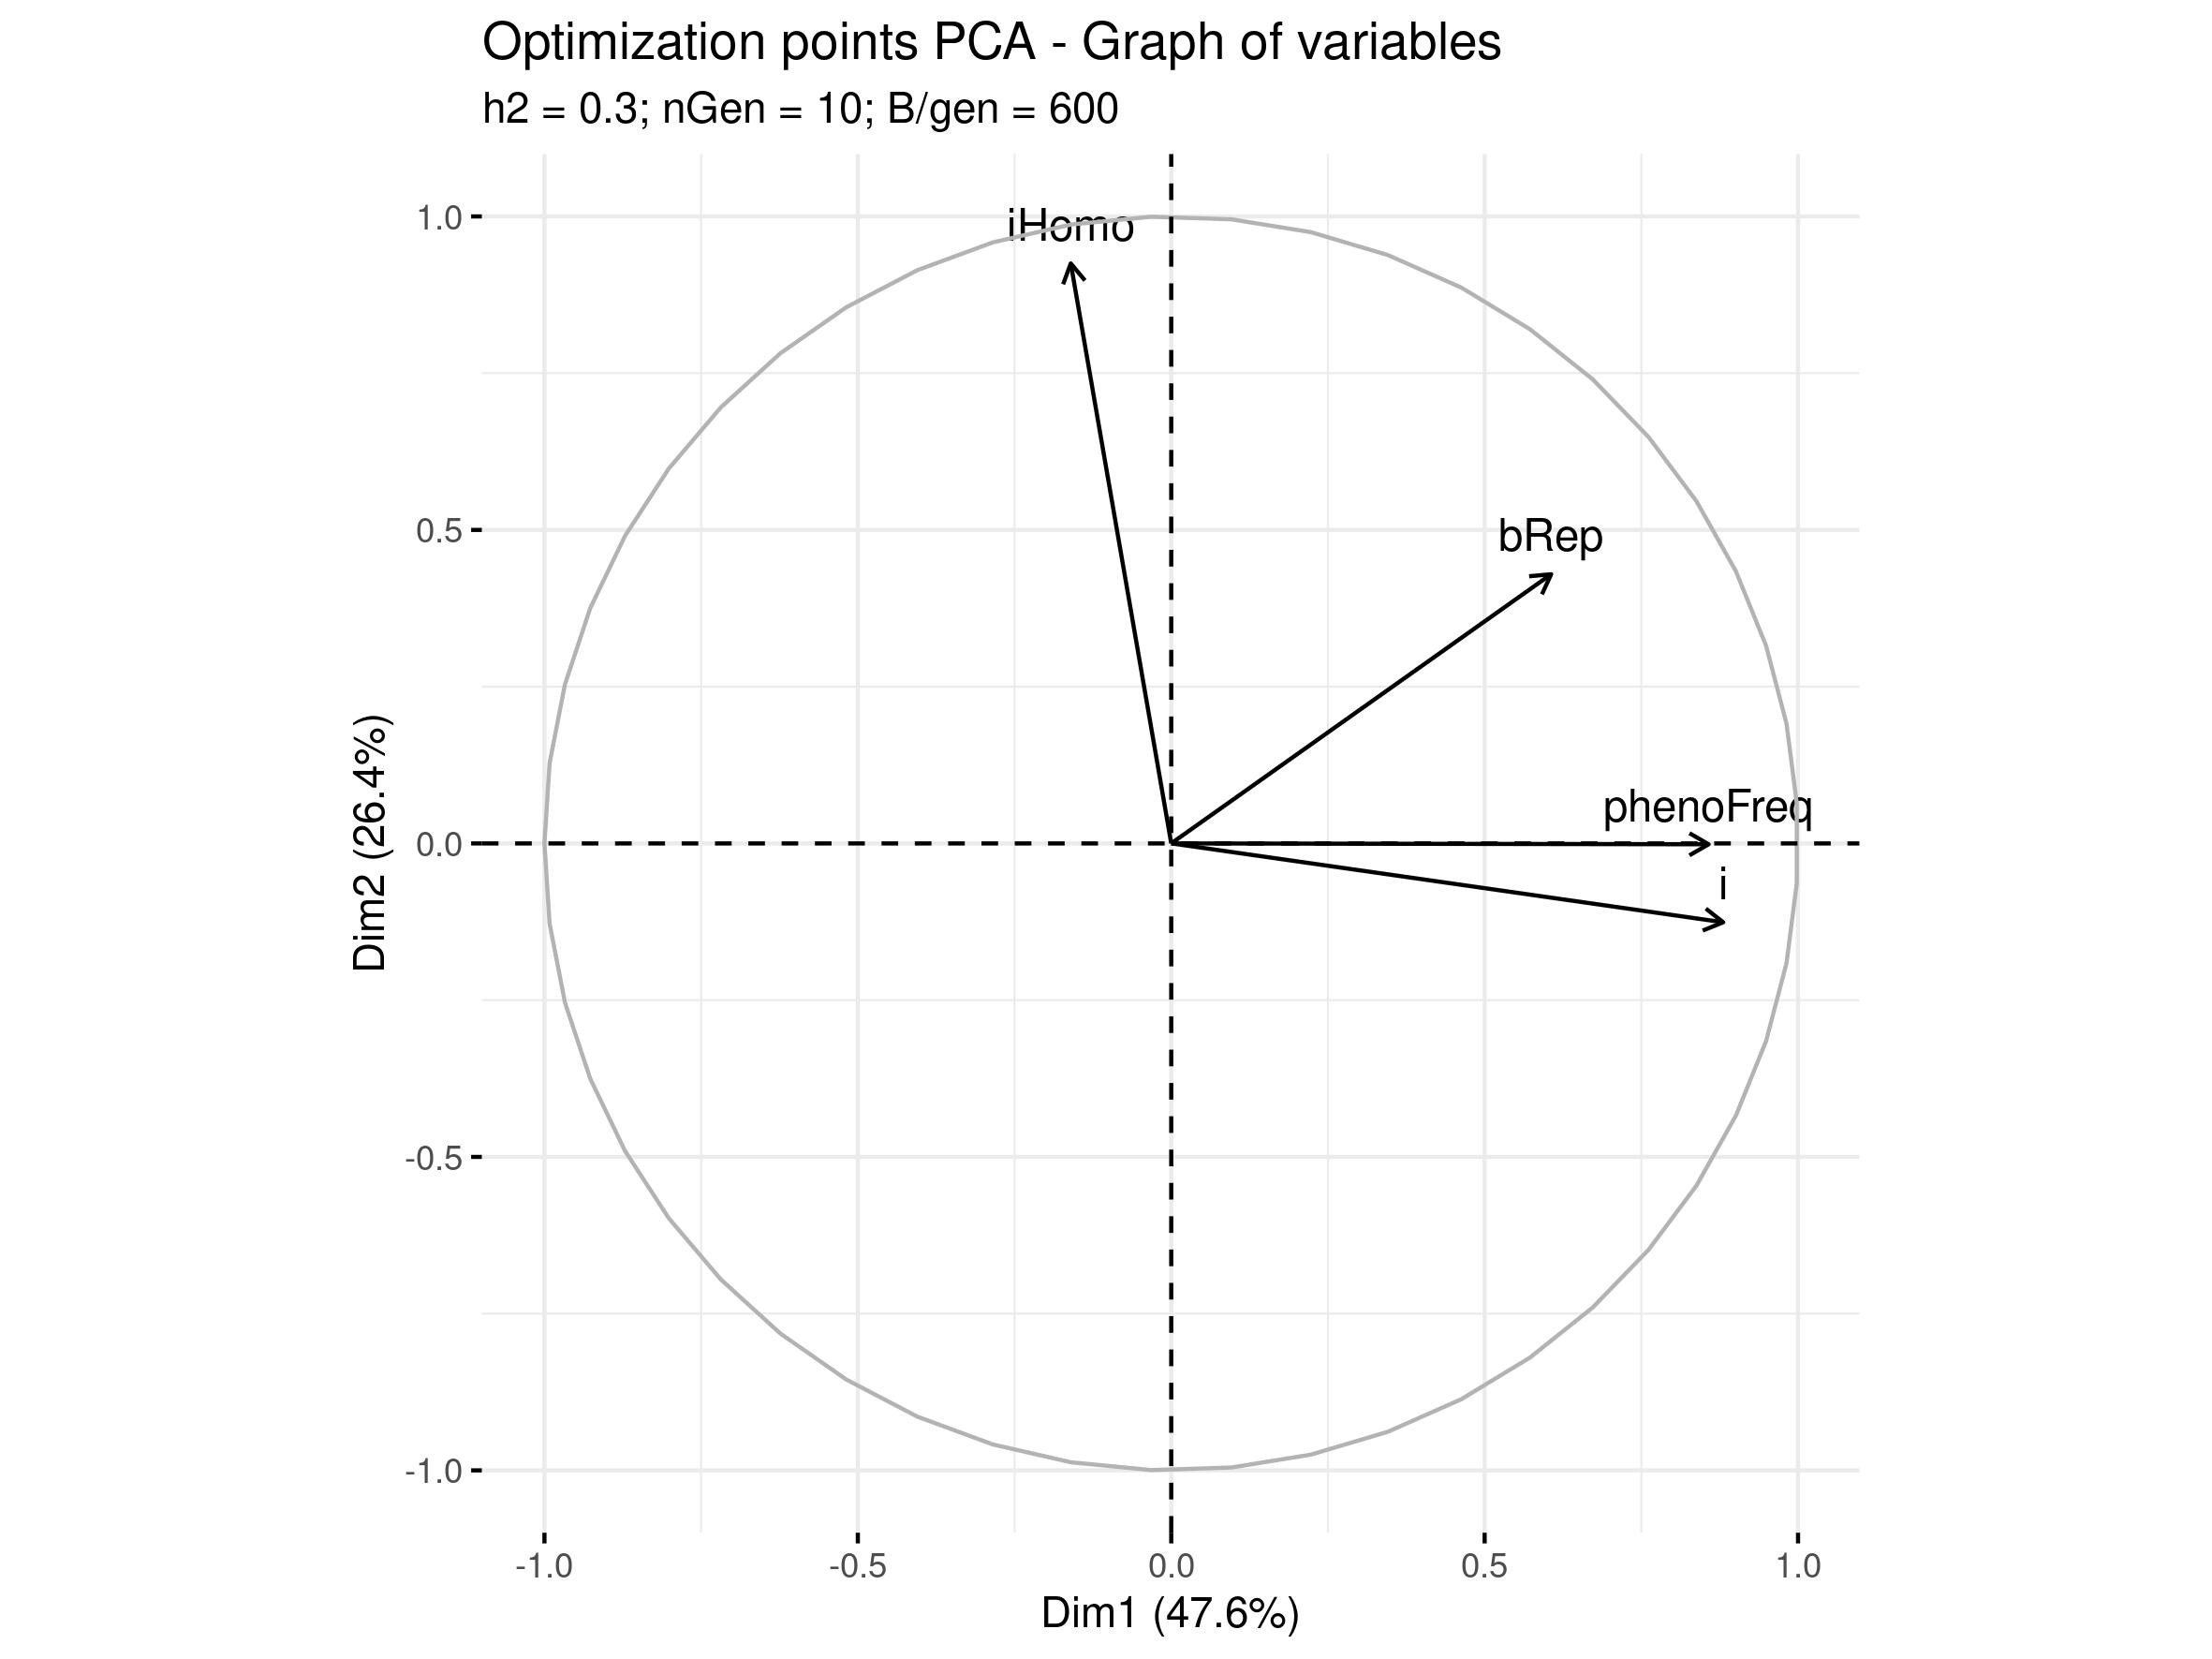 Optimization points PCA - Graph of variables
h2 = 0.3; nGen = 10; B/gen = 600
iHomo
bRep
phenoFreq
i
Dim2 (26.4%)
1.0
0.5
0.0
-0.5
-1.0
-1.0
-0.5
0.0
0.5
1.0
Dim1 (47.6%)